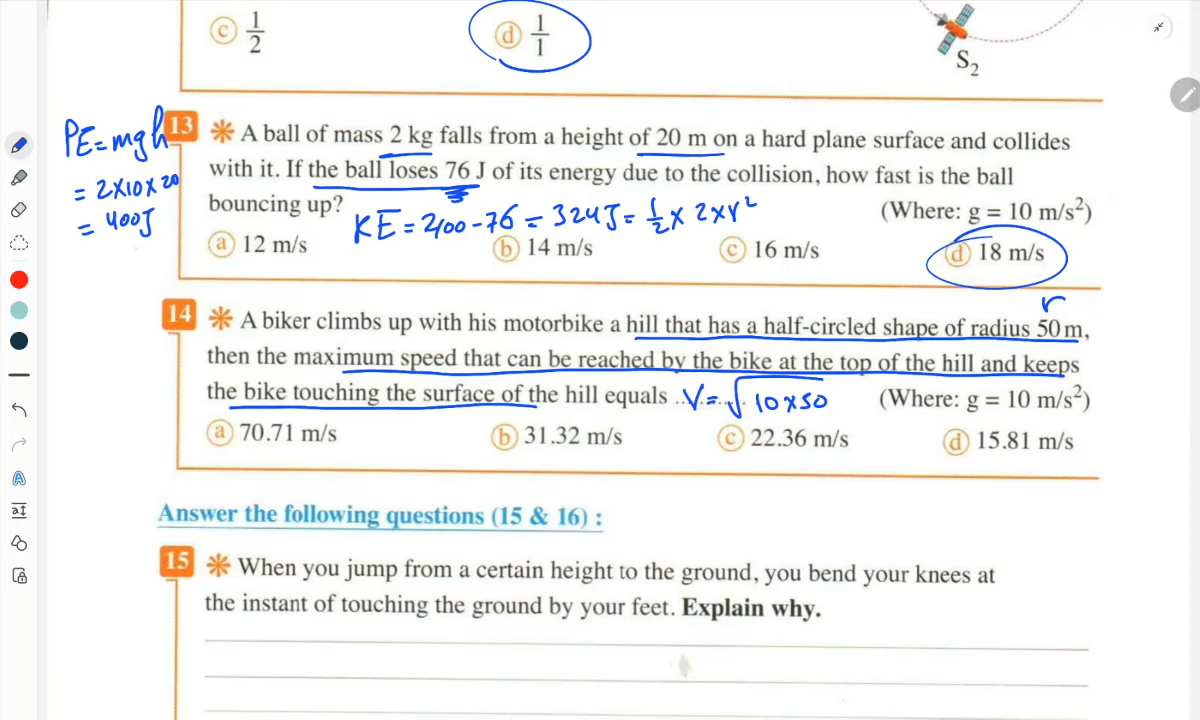 c 1/2
d 1/1
S₂
PE = mgh
= 2×10×20
= 400J
13 * A ball of mass 2 kg falls from a height of 20 m on a hard plane surface and collides
with it. If the ball loses 76 J of its energy due to the collision, how fast is the ball
bouncing up?
(Where: g = 10 m/s²)
KE = 400 - 76 = 324J = 1/2 × 2×v²
a 12 m/s
b 14 m/s
c 16 m/s
d 18 m/s
r
14 * A biker climbs up with his motorbike a hill that has a half-circled shape of radius 50 m,
then the maximum speed that can be reached by the bike at the top of the hill and keeps
the bike touching the surface of the hill equals ........ (Where: g = 10 m/s²)
V = √10×50
a 70.71 m/s
b 31.32 m/s
c 22.36 m/s
d 15.81 m/s
Answer the following questions (15 & 16) :
15 * When you jump from a certain height to the ground, you bend your knees at
the instant of touching the ground by your feet. Explain why.